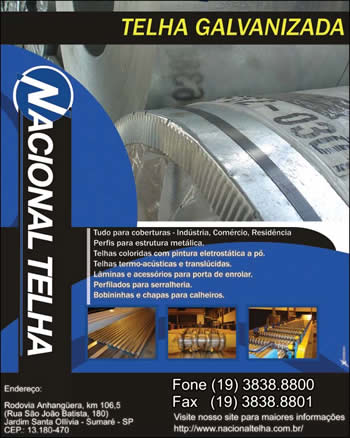 TELHA GALVANIZADA
NACIONAL TELHA
Tudo para coberturas - Indústria, Comércio, Residência
Perfis para estrutura metálica.
Telhas coloridas com pintura eletrostática a pó.
Telhas termo-acústicas e translúcidas.
Lâminas e acessórios para porta de enrolar.
Perfilados para serralheria.
Bobininhas e chapas para calheiros.
Endereço:
Rodovia Anhangüera, km 106,5
(Rua São João Batista, 180)
Jardim Santa Ollívia - Sumaré - SP
CEP.: 13.180-470
Fone (19) 3838.8800
Fax (19) 3838.8801
Visite nosso site para maiores informações
http://www.nacionaltelha.com.br/